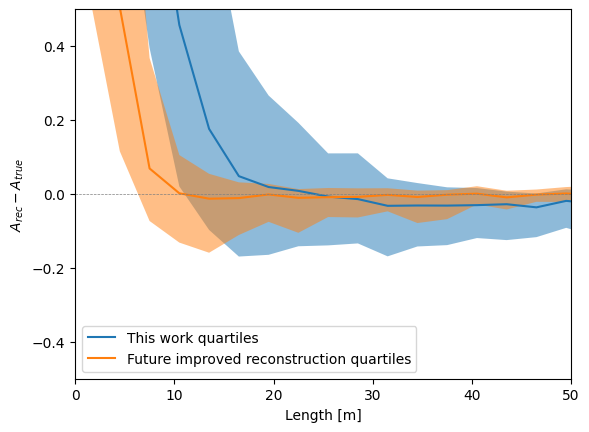 0.4
0.2
0.0
−0.2
−0.4
A_rec − A_true
This work quartiles
Future improved reconstruction quartiles
0 10 20 30 40 50
Length [m]